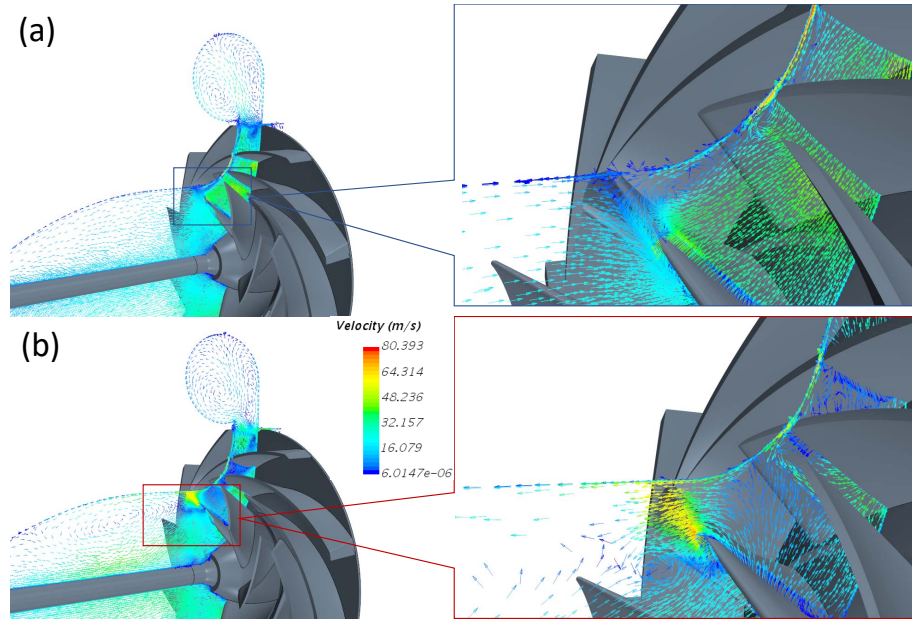 (a)
(b)
Velocity (m/s)
80.393
64.314
48.236
32.157
16.079
6.0147e-06